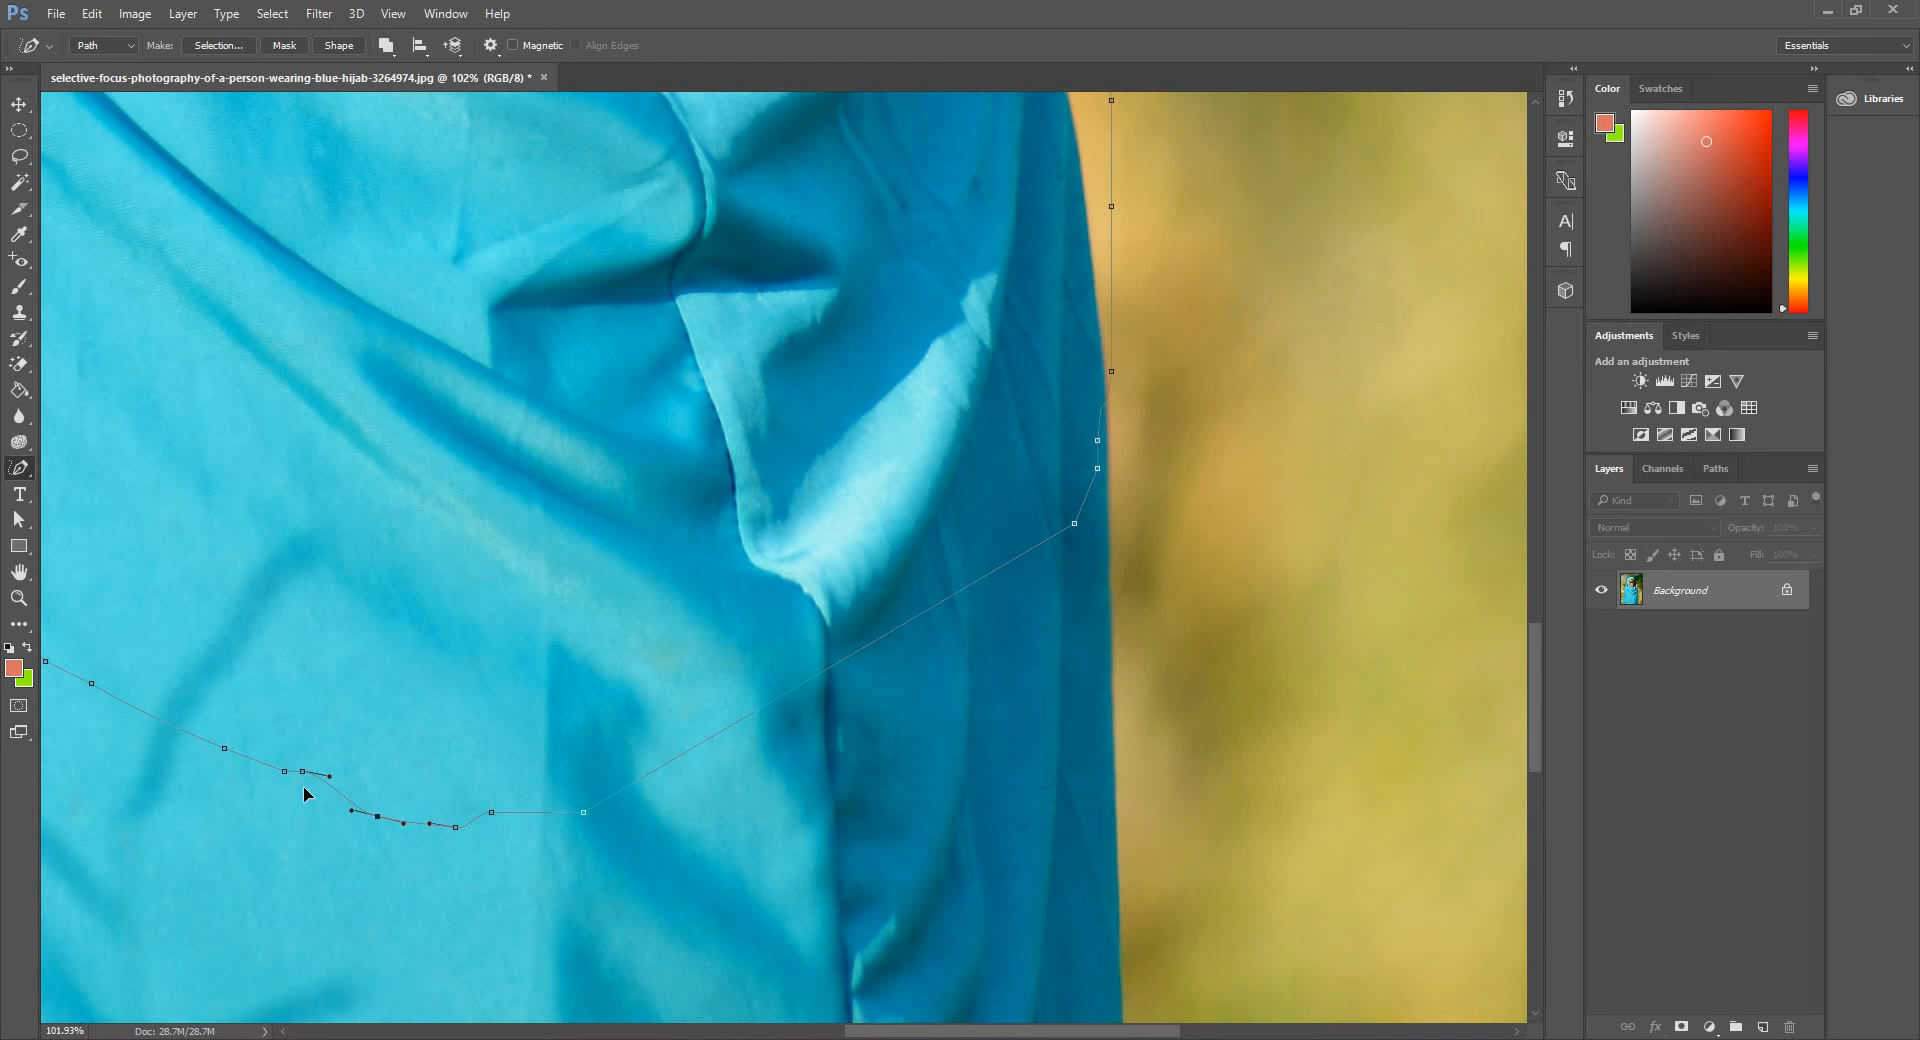 Ps File Edit Image Layer Type Select Filter 3D View Window Help
Path Make: Selection... Mask Shape Magnetic Align Edges Essentials
selective-focus-photography-of-a-person-wearing-blue-hijab-3264974.jpg @ 102% (RGB/8) *
Color Swatches
Libraries
Adjustments Styles
Add an adjustment
Layers Channels Paths
Kind
Normal Opacity: 100%
Lock: Fill: 100%
Background
fx
101.93% Doc: 28.7M/28.7M